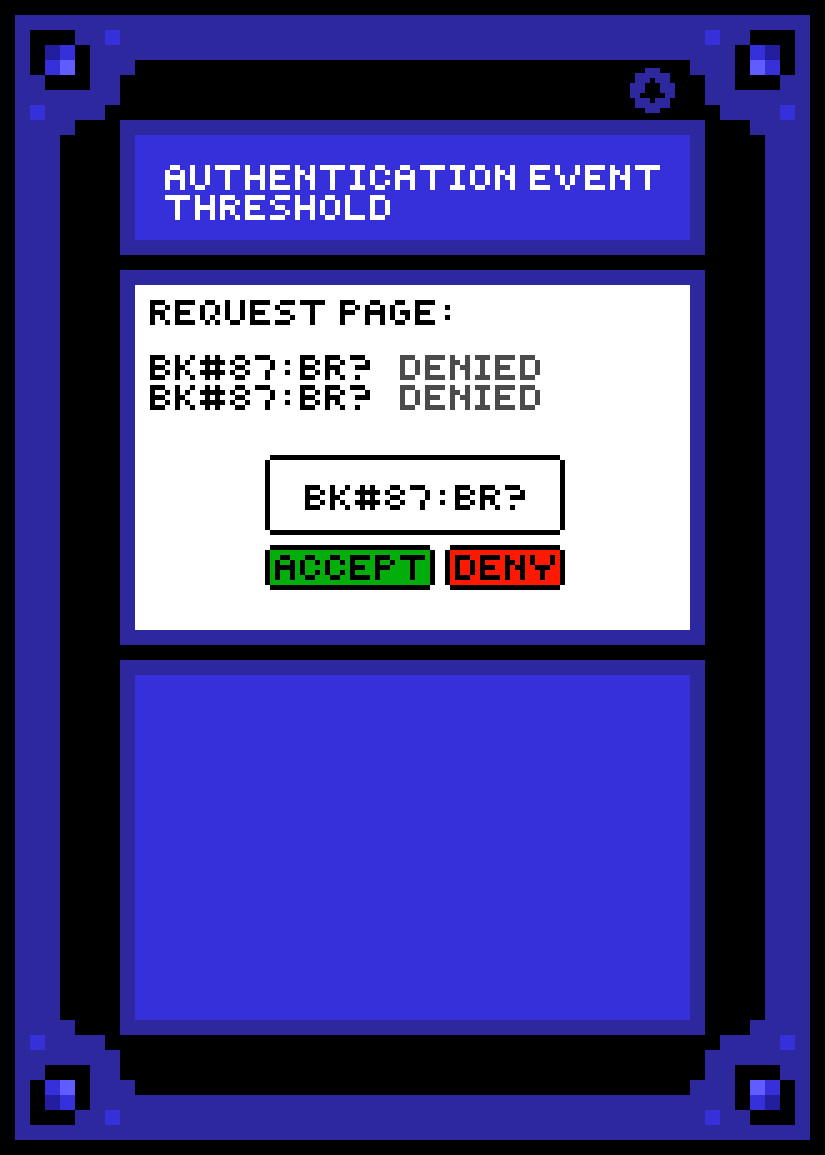 AUTHENTICATION EVENT
THRESHOLD
REQUEST PAGE:
BK#87:BR? DENIED
BK#87:BR? DENIED
BK#87:BR?
ACCEPT DENY